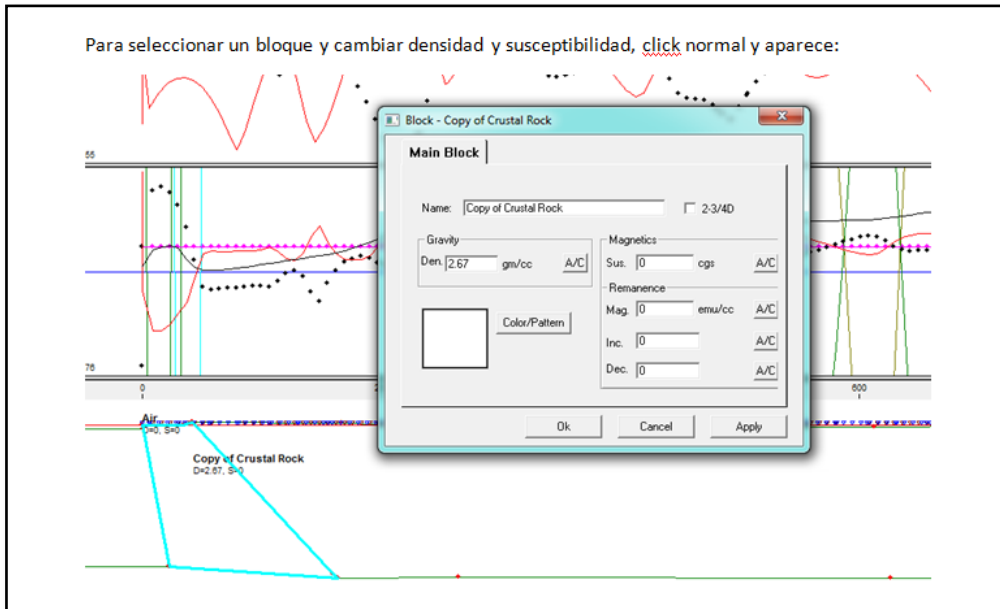 Para seleccionar un bloque y cambiar densidad y susceptibilidad, click normal y aparece:
Block - Copy of Crustal Rock
Main Block
Name: Copy of Crustal Rock
2-3/4D
Gravity
Den. 2.67 gm/cc A/C
Color/Pattern
Magnetics
Sus. 0 cgs A/C
Remanence
Mag. 0 emu/cc A/C
Inc. 0 A/C
Dec. 0 A/C
Ok Cancel Apply
0
600
Air
D=0, S=0
Copy of Crustal Rock
D=2.67, S=0